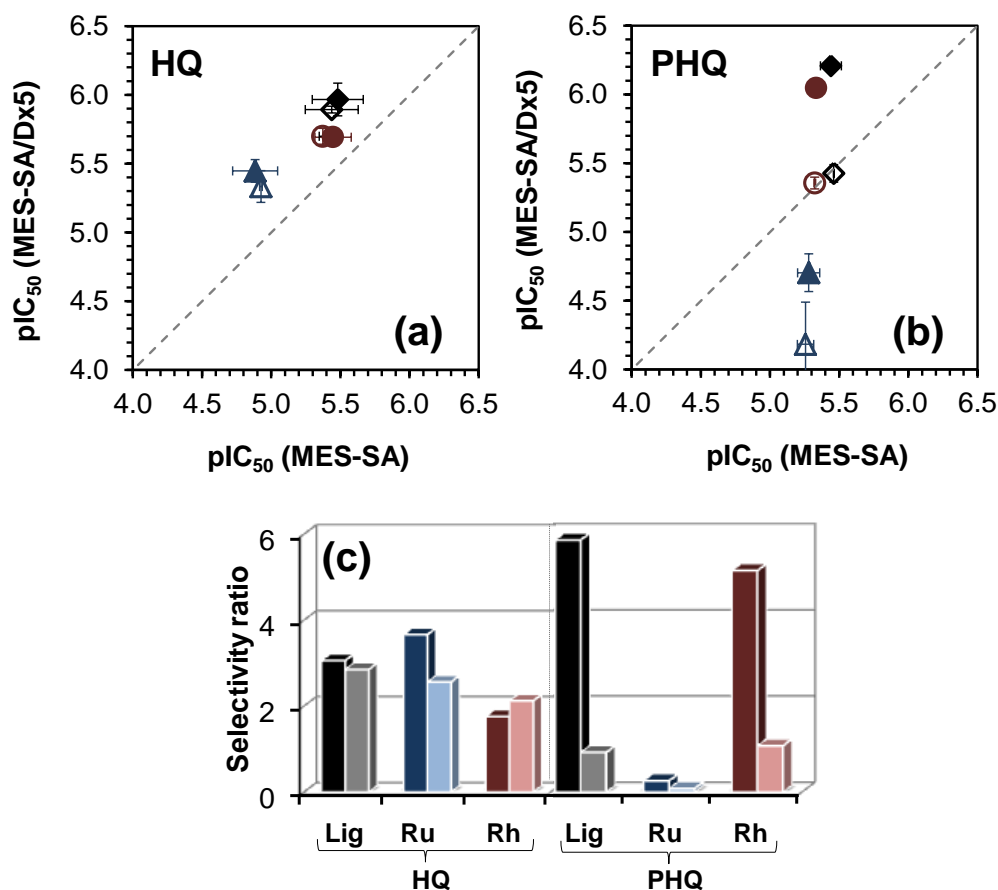 HQ
(a)
pIC50 (MES-SA/Dx5)
6.5
6.0
5.5
5.0
4.5
4.0
4.0 4.5 5.0 5.5 6.0 6.5
pIC50 (MES-SA)
PHQ
(b)
pIC50 (MES-SA/Dx5)
6.5
6.0
5.5
5.0
4.5
4.0
4.0 4.5 5.0 5.5 6.0 6.5
pIC50 (MES-SA)
(c)
Selectivity ratio
6
4
2
0
Lig Ru Rh Lig Ru Rh
HQ PHQ